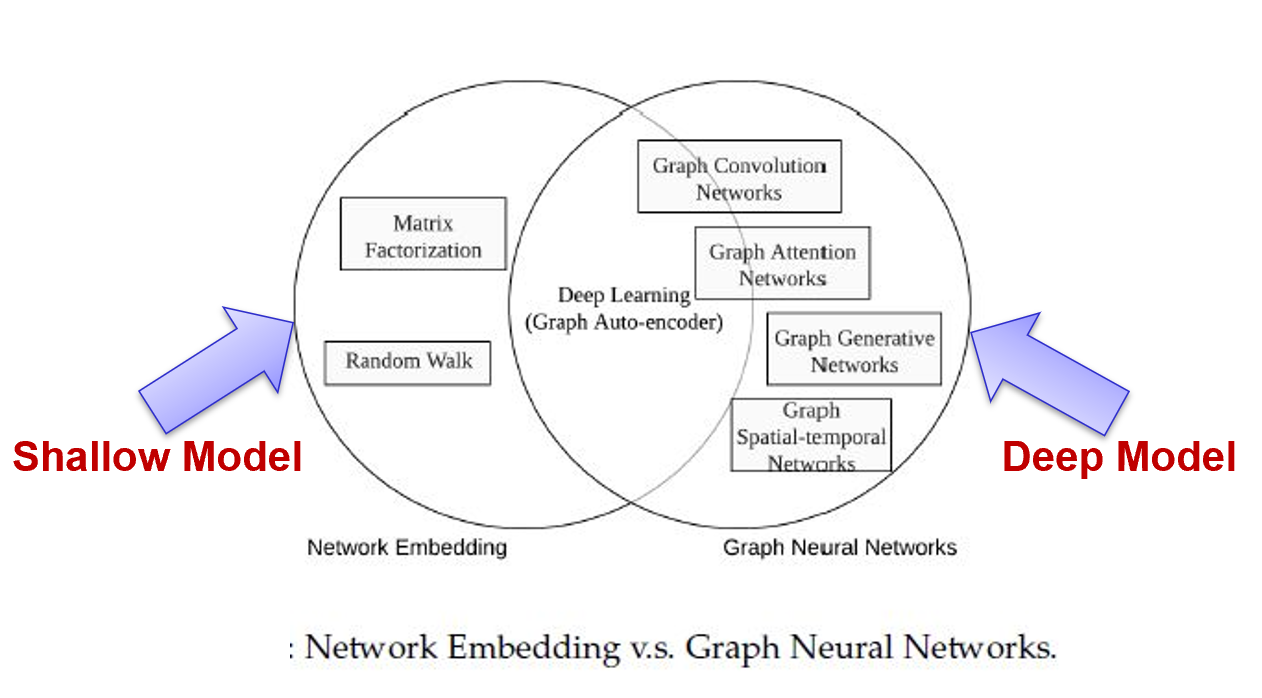 Graph Convolution
Networks
Matrix
Factorization
Graph Attention
Networks
Deep Learning
(Graph Auto-encoder)
Graph Generative
Networks
Random Walk
Graph
Spatial-temporal
Networks
Shallow Model
Deep Model
Network Embedding
Graph Neural Networks
: Network Embedding v.s. Graph Neural Networks.